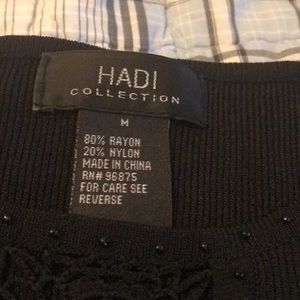 HADI
COLLECTION
M
80% RAYON
20% NYLON
MADE IN CHINA
RN# 96875
FOR CARE SEE
REVERSE